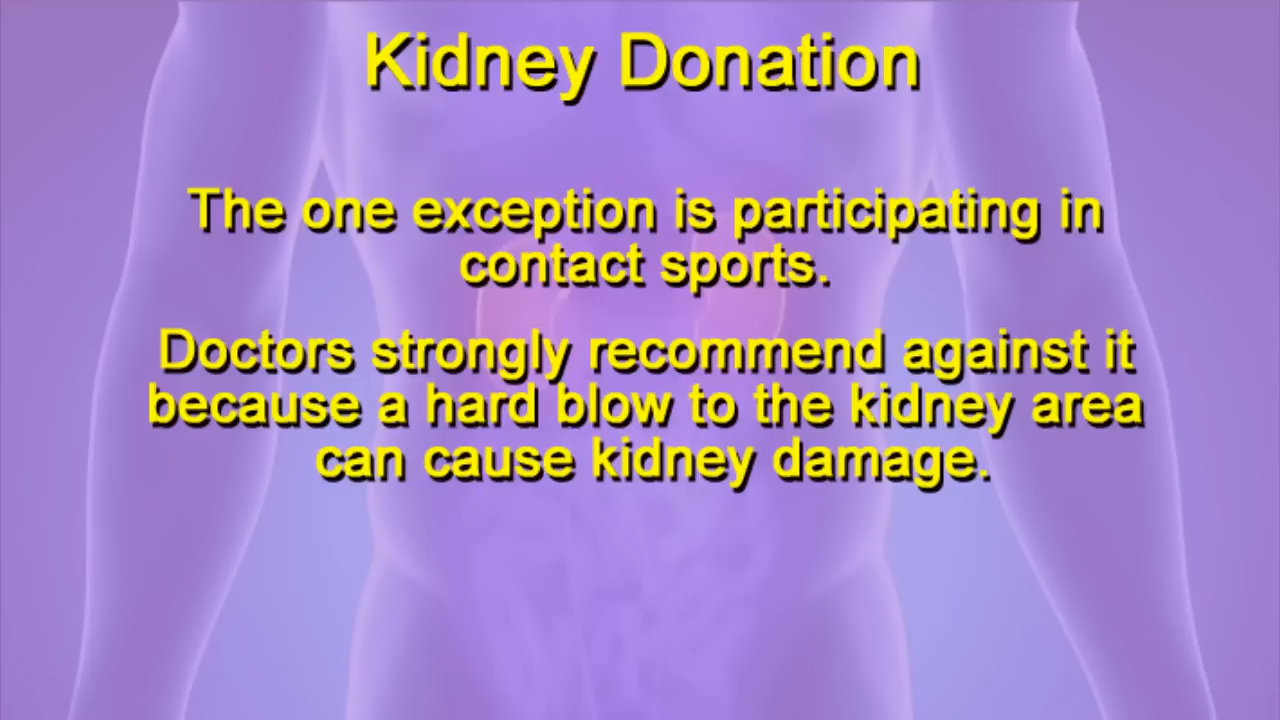 Kidney Donation
The one exception is participating in
contact sports.
Doctors strongly recommend against it
because a hard blow to the kidney area
can cause kidney damage.